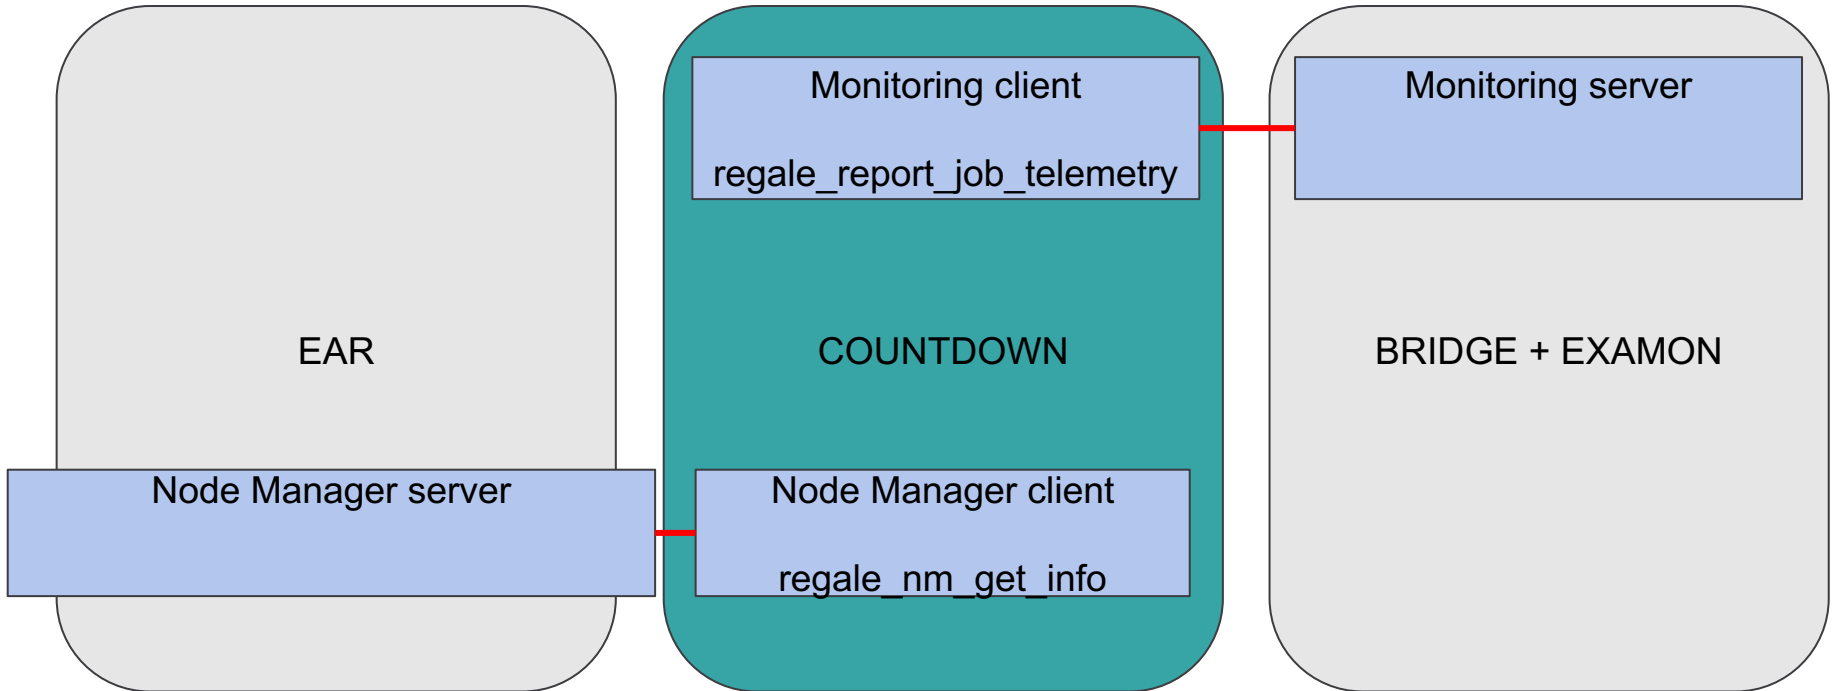 Monitoring client
regale_report_job_telemetry
Monitoring server
EAR
COUNTDOWN
BRIDGE + EXAMON
Node Manager server
Node Manager client
regale_nm_get_info